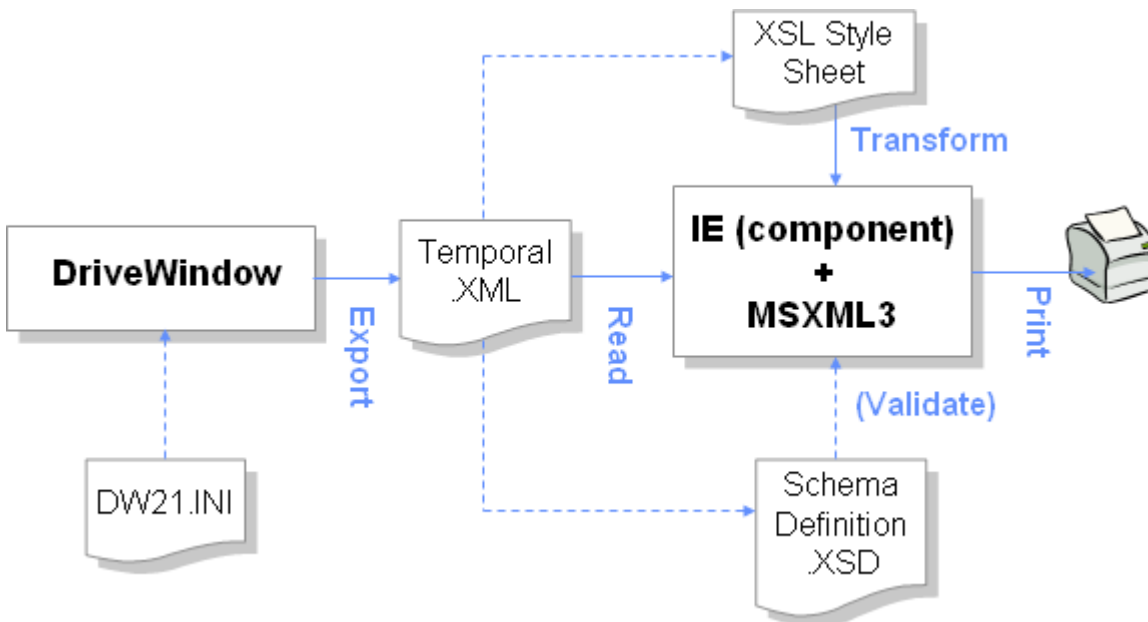 XSL Style
Sheet
Transform
DriveWindow
Export
Temporal
.XML
Read
IE (component)
+
MSXML3
Print
(Validate)
DW21.INI
Schema
Definition
.XSD